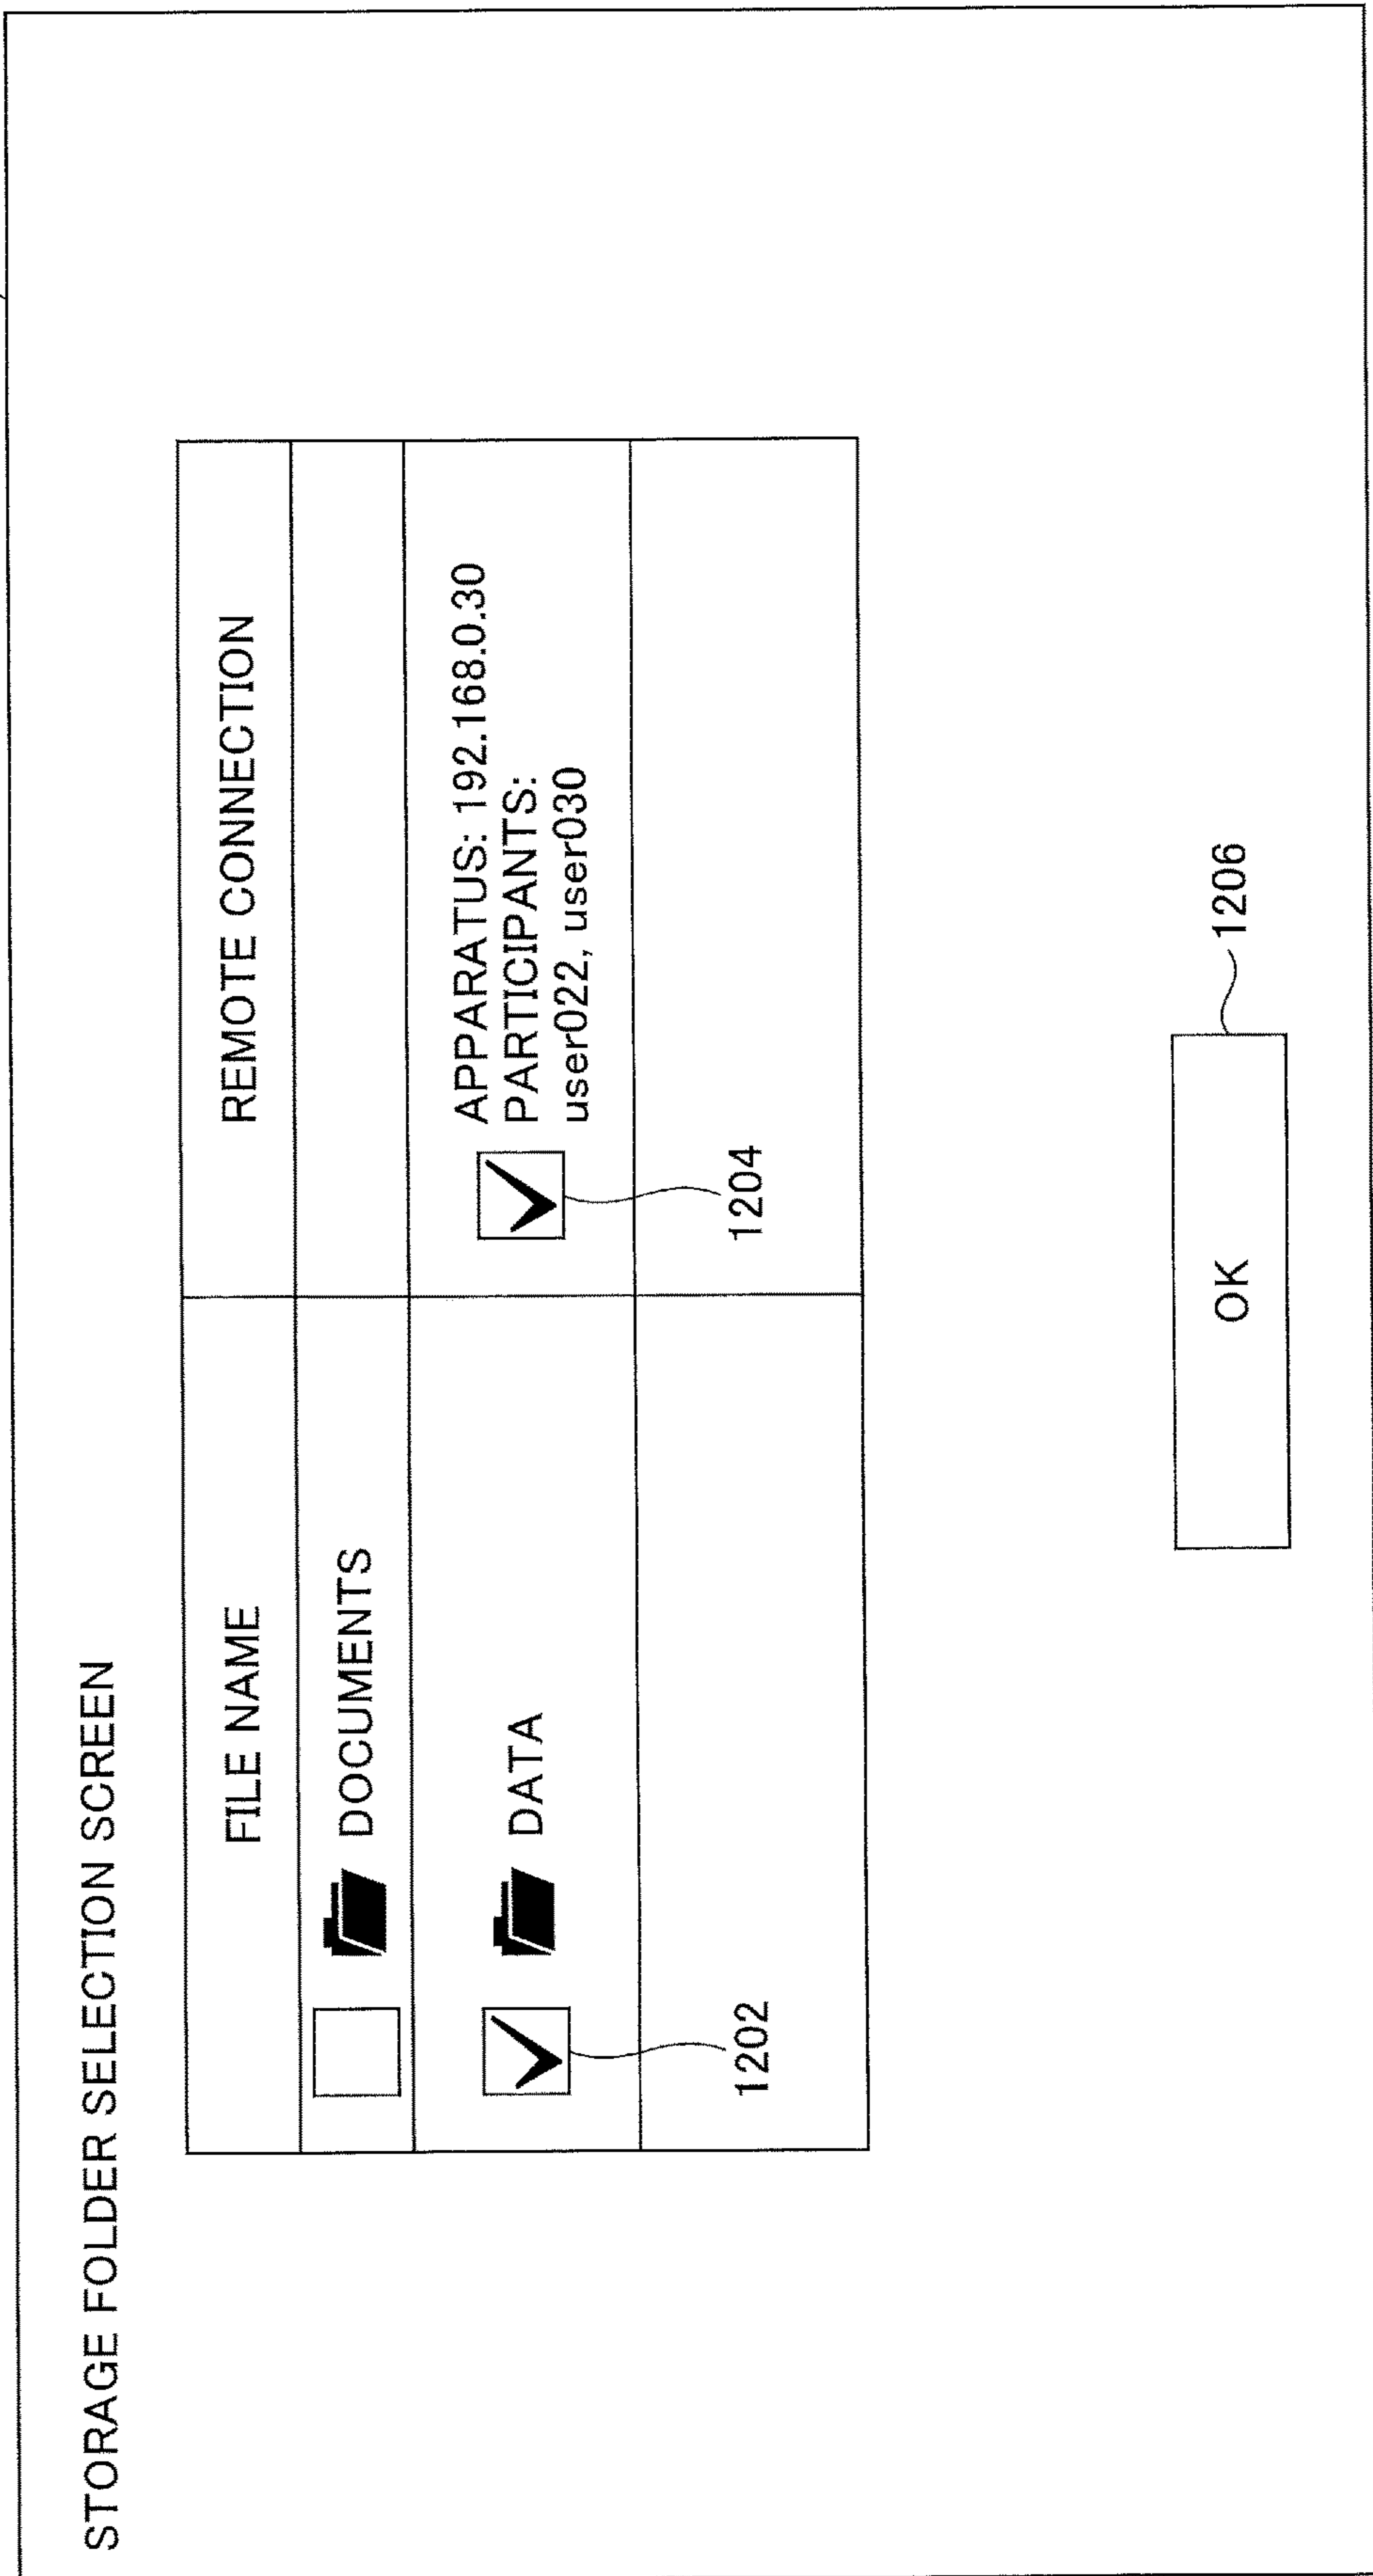 STORAGE FOLDER SELECTION SCREEN
FILE NAME
REMOTE CONNECTION
DOCUMENTS
DATA
APPARATUS: 192.168.0.30
PARTICIPANTS:
user022, user030
1202
1204
OK
1206